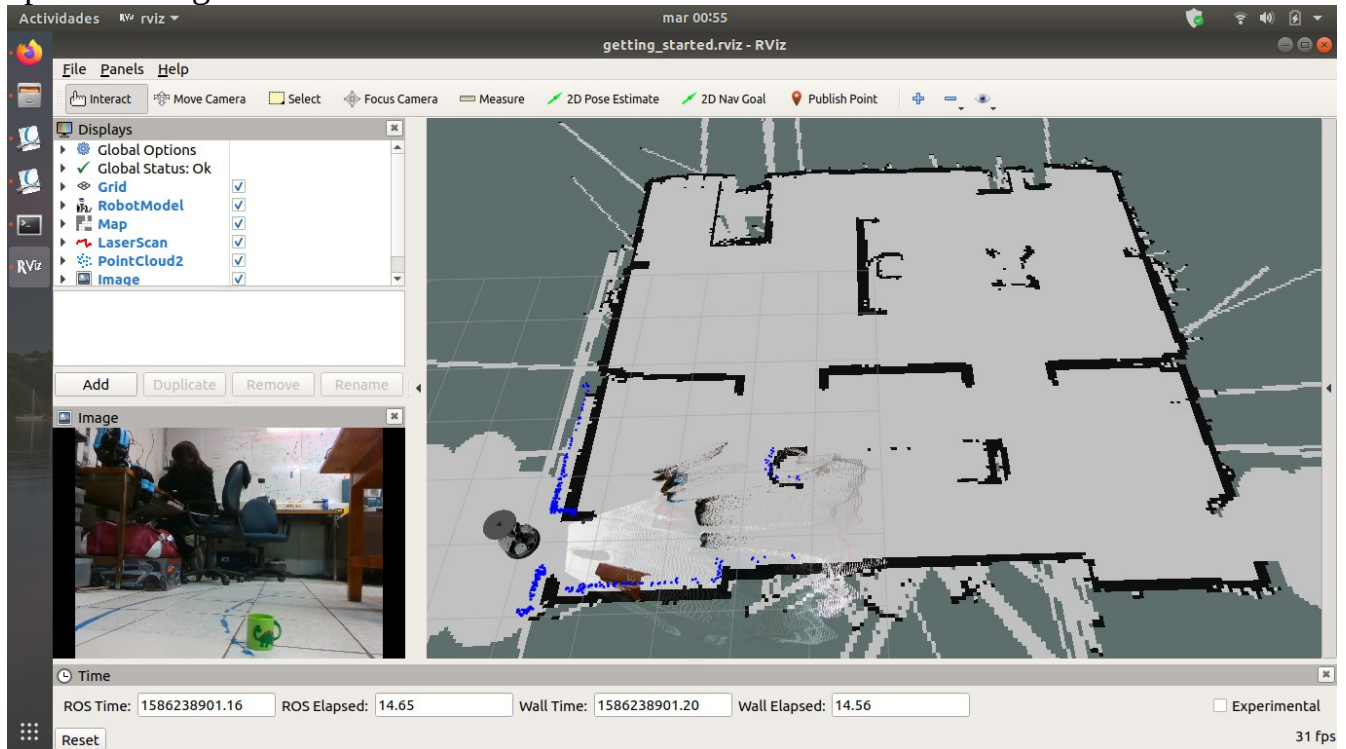 Actividades RViz rviz mar 00:55
getting_started.rviz - RViz
File Panels Help
Interact Move Camera Select Focus Camera Measure 2D Pose Estimate 2D Nav Goal Publish Point
Displays
Global Options
Global Status: Ok
Grid
RobotModel
Map
LaserScan
PointCloud2
Image
RViz
Add Duplicate Remove Rename
Image
Time
ROS Time: 1586238901.16 ROS Elapsed: 14.65 Wall Time: 1586238901.20 Wall Elapsed: 14.56 Experimental
Reset 31 fps